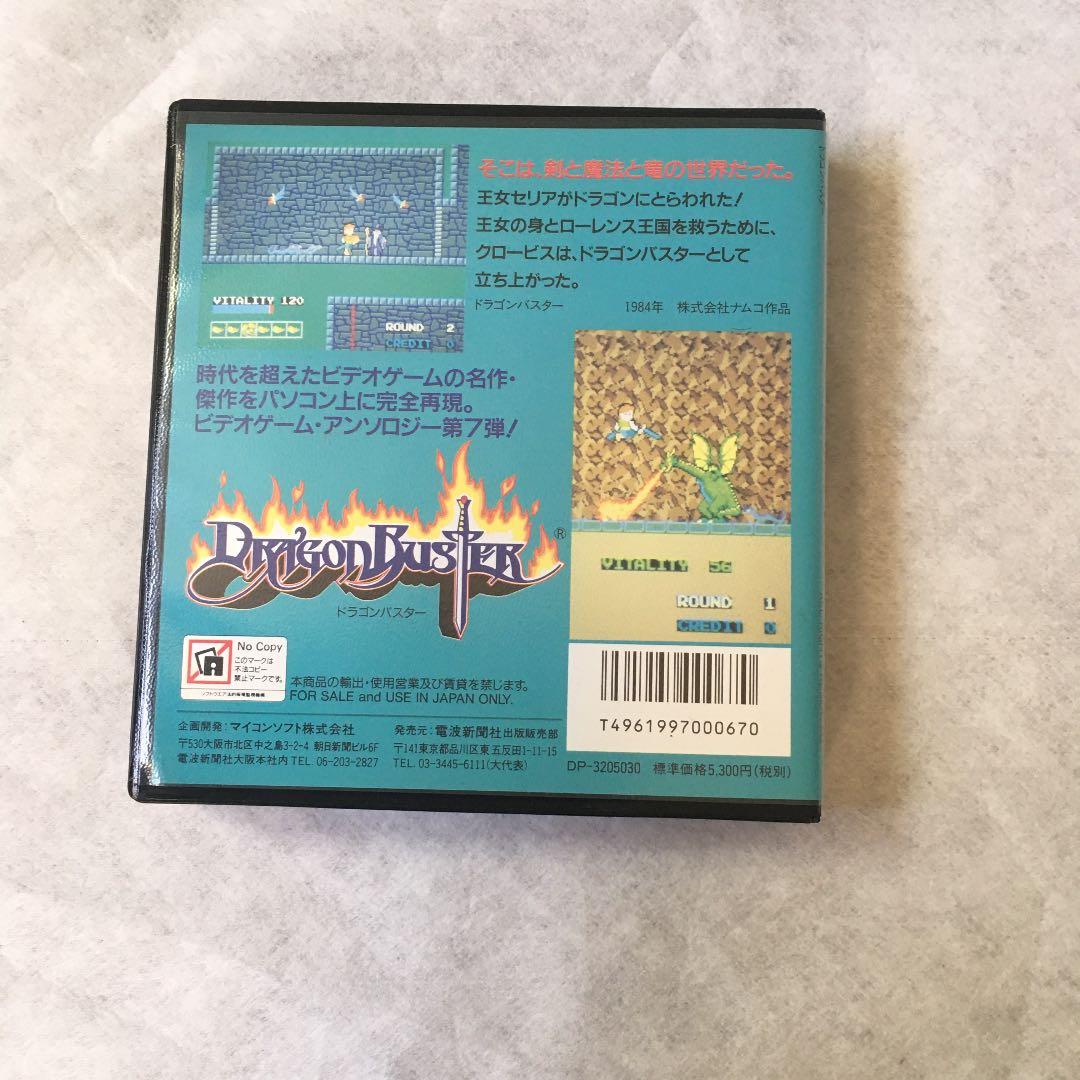 そこは、剣と魔法と竜の世界だった。
王女セリアがドラゴンにとらわれた！
王女の身とローレンス王国を救うために、
クロービスは、ドラゴンバスターとして
立ち上がった。
ドラゴンバスター 1984年 株式会社ナムコ作品
VITALITY 120
ROUND 2
CREDIT 0
時代を超えたビデオゲームの名作・
傑作をパソコン上に完全再現。
ビデオゲーム・アンソロジー第7弾！
DRAGON BUSTER®
ドラゴンバスター
VITALITY 56
ROUND 1
CREDIT 0
No Copy
このマークは
不法コピー
禁止マークです。
ソフトウエア法的保護監視機構
本商品の輸出・使用営業及び賃貸を禁じます。
FOR SALE and USE IN JAPAN ONLY.
T4961997000670
企画開発：マイコンソフト株式会社
〒530大阪市北区中之島3-2-4 朝日新聞ビル6F
電波新聞社大阪本社内 TEL. 06-203-2827
発売元：電波新聞社出版販売部
〒141東京都品川区東五反田1-11-15
TEL. 03-3445-6111(大代表)
DP-3205030 標準価格5,300円(税別)